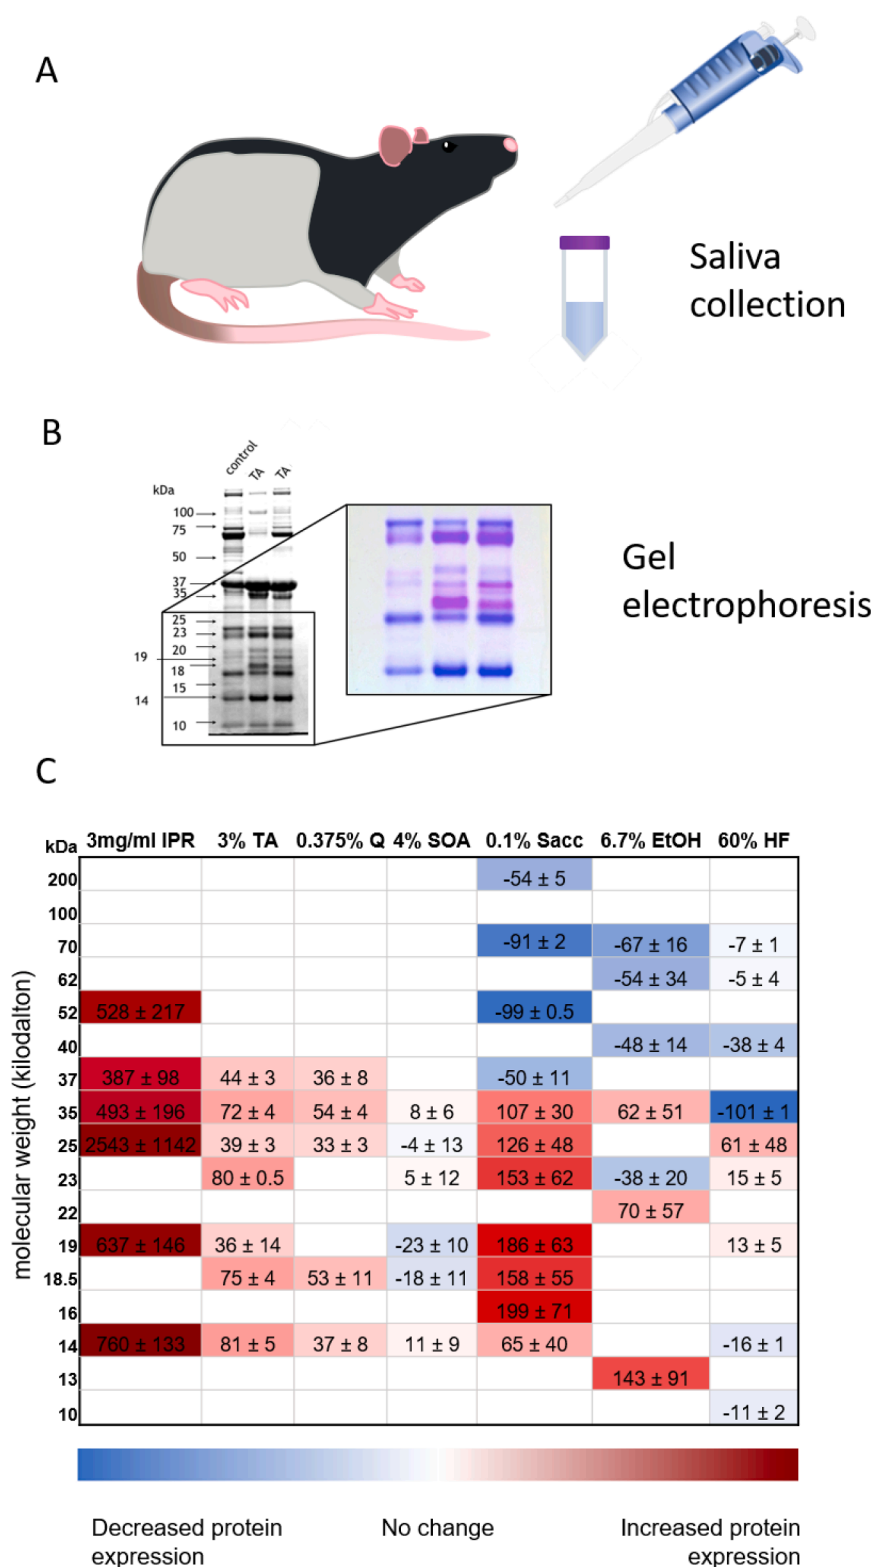 A
Saliva
collection
B
control
TA
TA
kDa
100
75
50
37
35
25
23
20
19
18
15
14
10
Gel
electrophoresis
C
kDa 3mg/ml IPR 3% TA 0.375% Q 4% SOA 0.1% Sacc 6.7% EtOH 60% HF
200 -54 ± 5
100
70 -91 ± 2 -67 ± 16 -7 ± 1
62 -54 ± 34 -5 ± 4
52 528 ± 217 -99 ± 0.5
40 -48 ± 14 -38 ± 4
37 387 ± 98 44 ± 3 36 ± 8 -50 ± 11
35 493 ± 196 72 ± 4 54 ± 4 8 ± 6 107 ± 30 62 ± 51 -101 ± 1
25 2543 ± 1142 39 ± 3 33 ± 3 -4 ± 13 126 ± 48 61 ± 48
23 80 ± 0.5 5 ± 12 153 ± 62 -38 ± 20 15 ± 5
22 70 ± 57
19 637 ± 146 36 ± 14 -23 ± 10 186 ± 63 13 ± 5
18.5 75 ± 4 53 ± 11 -18 ± 11 158 ± 55
16 199 ± 71
14 760 ± 133 81 ± 5 37 ± 8 11 ± 9 65 ± 40 -16 ± 1
13 143 ± 91
10 -11 ± 2
molecular weight (kilodalton)
Decreased protein
expression
No change
Increased protein
expression